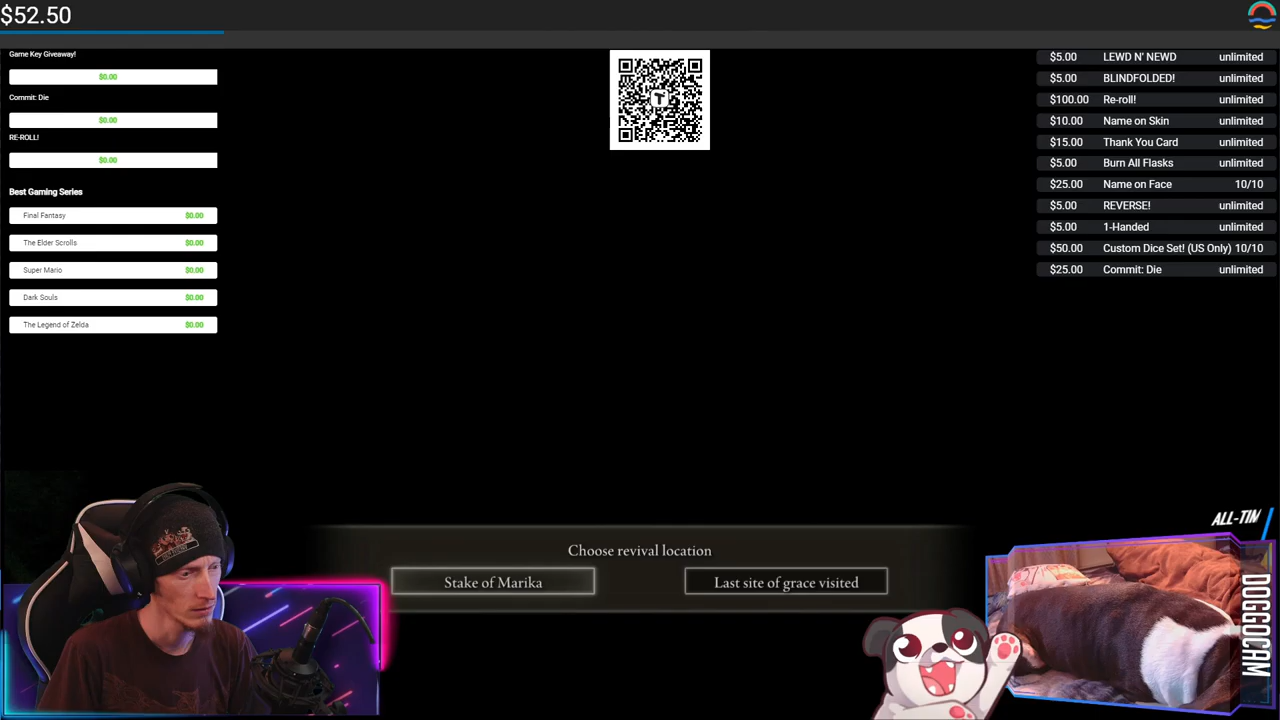 $52.50
Game Key Giveaway!
$0.00
Commit: Die
$0.00
RE-ROLL!
$0.00
Best Gaming Series
Final Fantasy $0.00
The Elder Scrolls $0.00
Super Mario $0.00
Dark Souls $0.00
The Legend of Zelda $0.00
T
$5.00 LEWD N' NEWD unlimited
$5.00 BLINDFOLDED! unlimited
$100.00 Re-roll! unlimited
$10.00 Name on Skin unlimited
$15.00 Thank You Card unlimited
$5.00 Burn All Flasks unlimited
$25.00 Name on Face 10/10
$5.00 REVERSE! unlimited
$5.00 1-Handed unlimited
$50.00 Custom Dice Set! (US Only) 10/10
$25.00 Commit: Die unlimited
Choose revival location
Stake of Marika
Last site of grace visited
ALL-TIN
DOGGOCAM